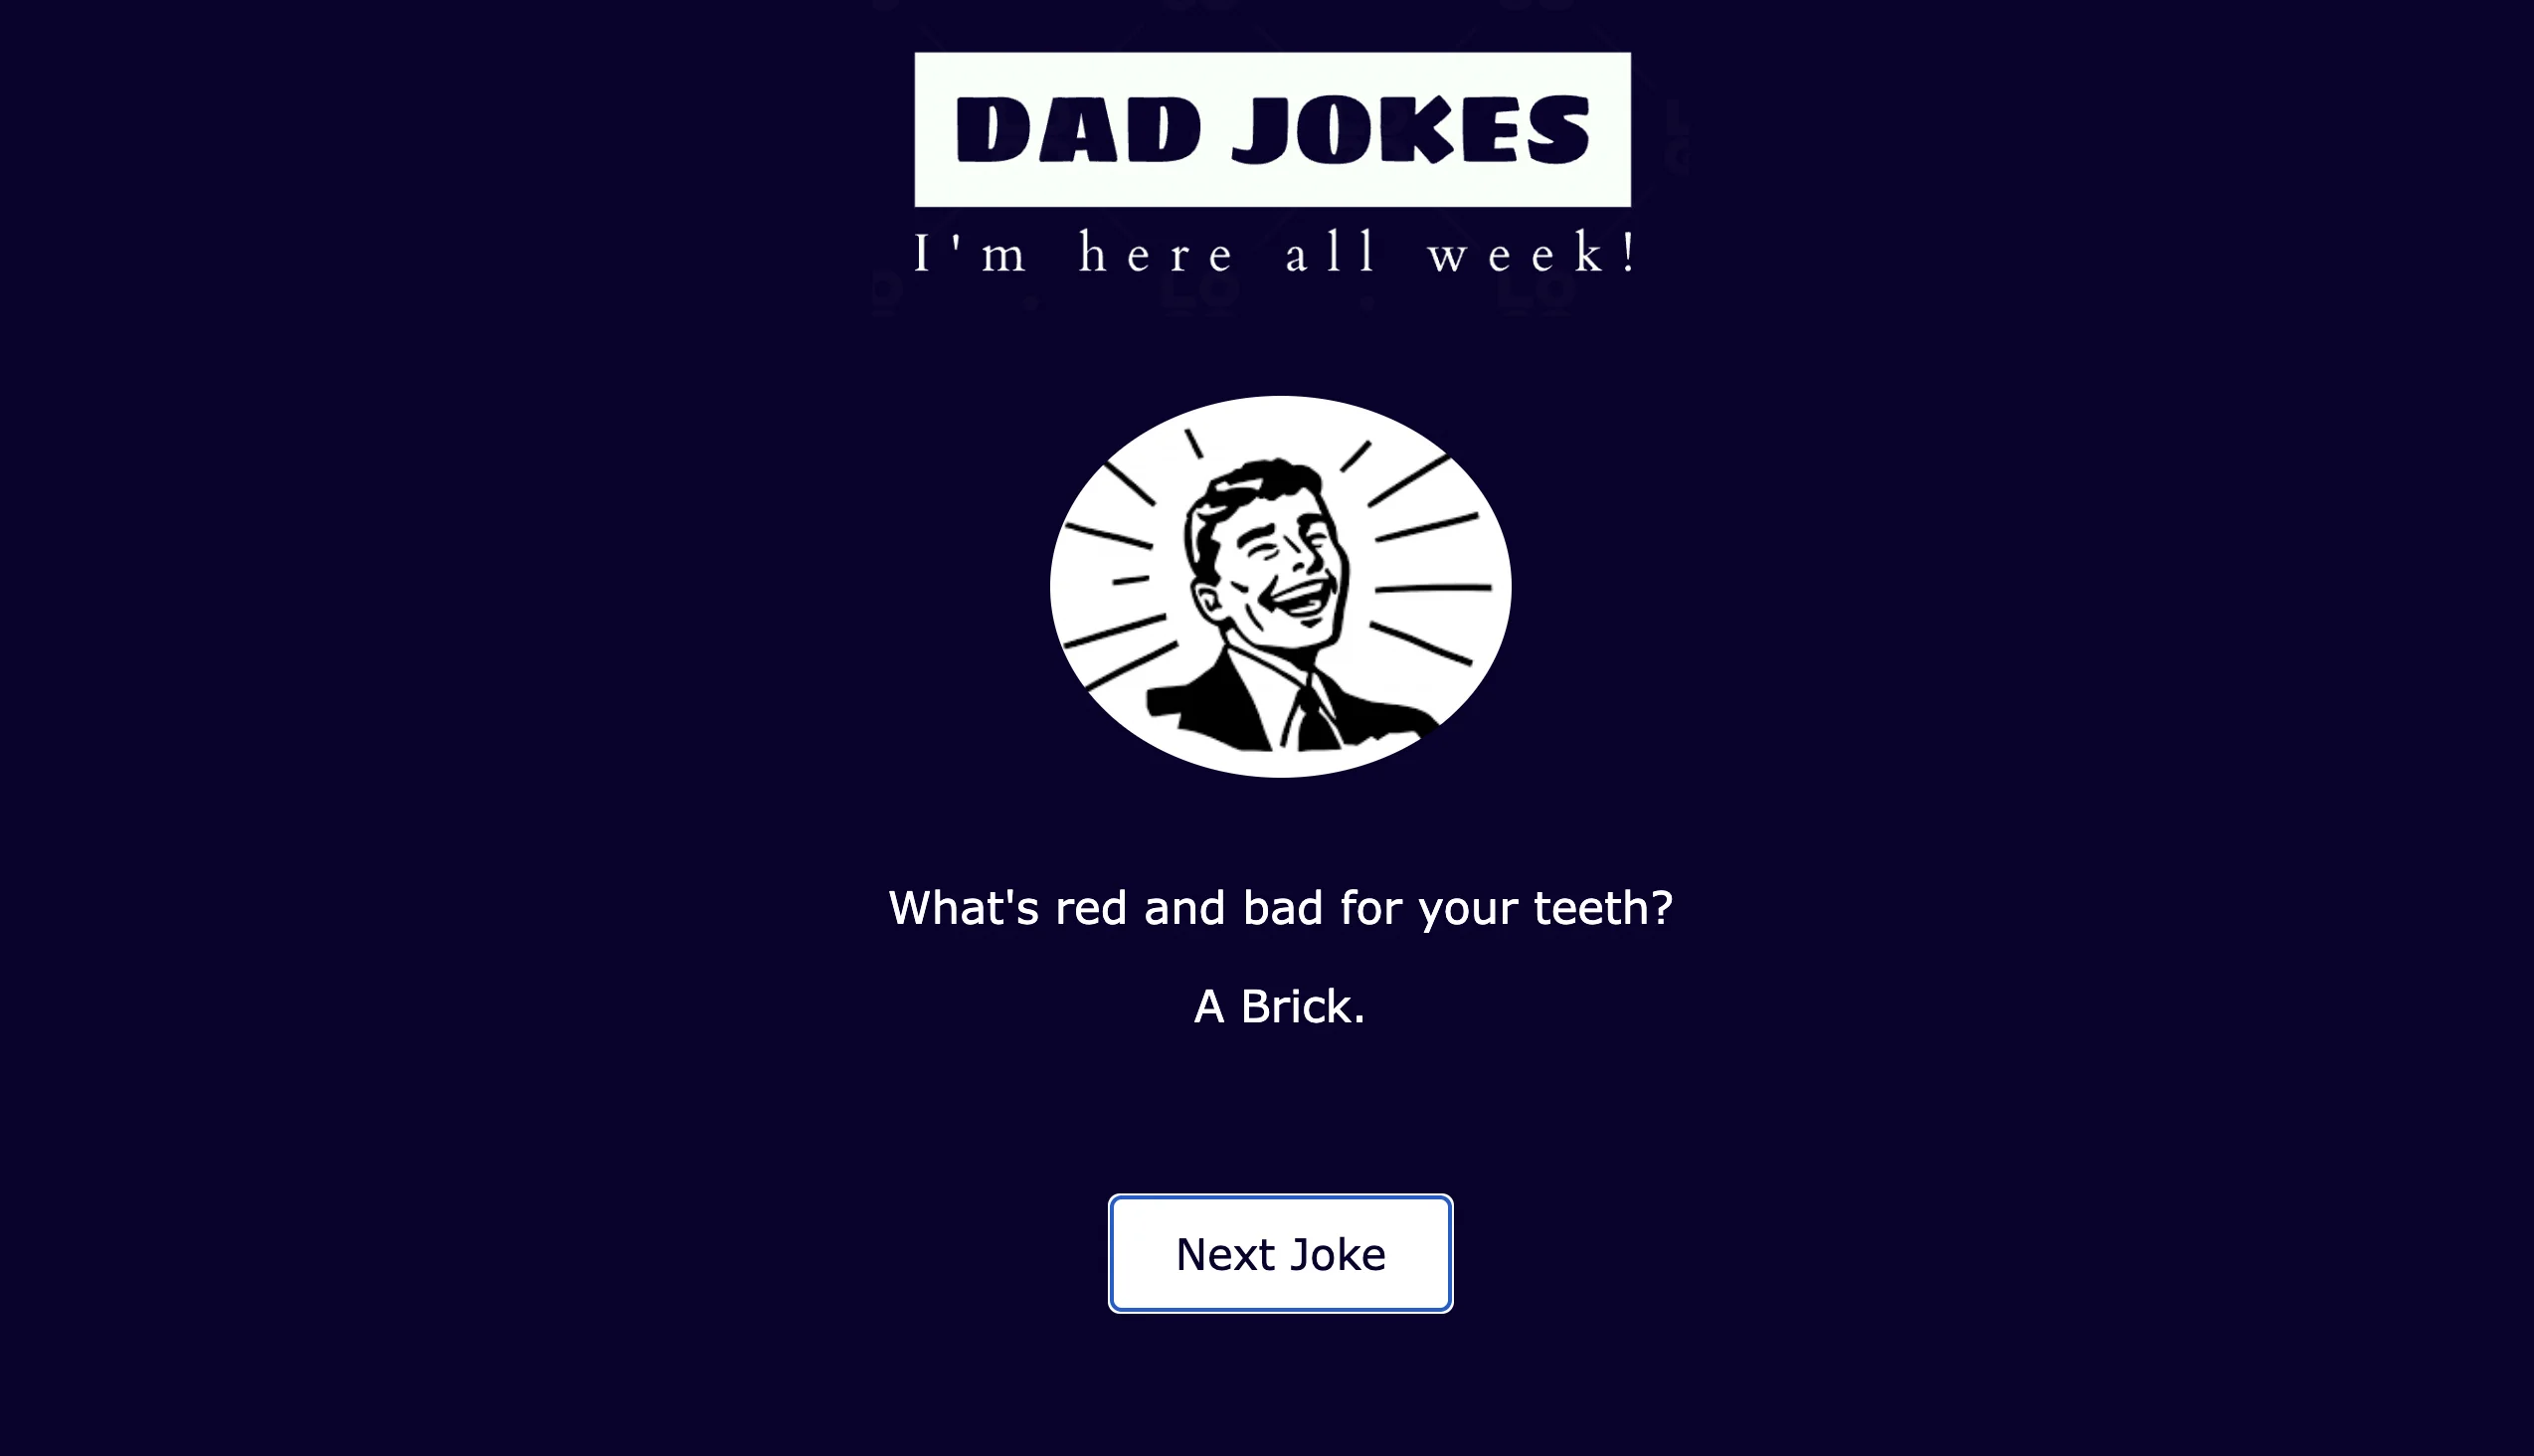 DAD JOKES
I'm here all week!
What's red and bad for your teeth?
A Brick.
Next Joke